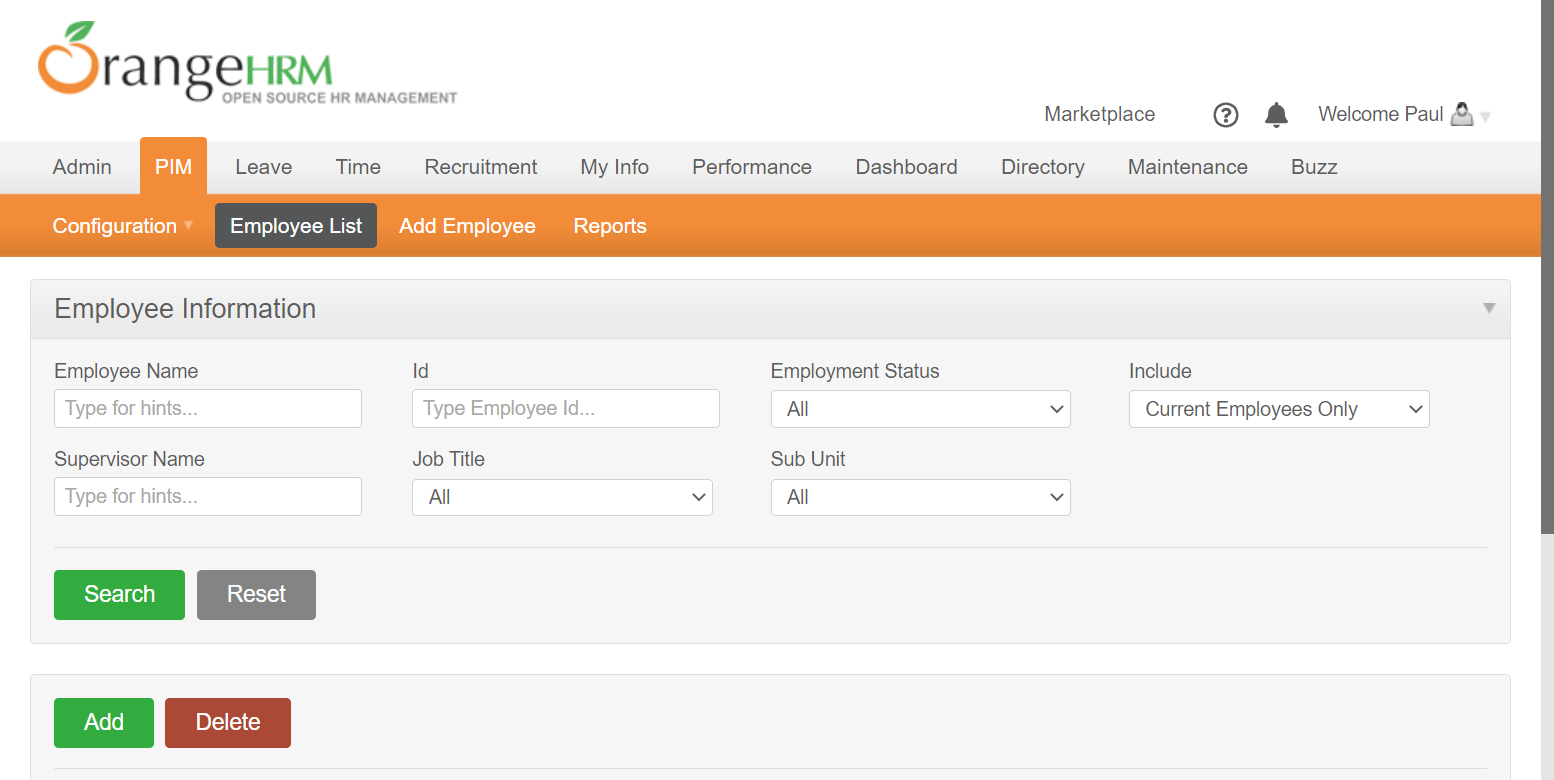 OrangeHRM
OPEN SOURCE HR MANAGEMENT
Marketplace ? Welcome Paul
Admin PIM Leave Time Recruitment My Info Performance Dashboard Directory Maintenance Buzz
Configuration Employee List Add Employee Reports
Employee Information
Employee Name Id Employment Status Include
Type for hints... Type Employee Id... All Current Employees Only
Supervisor Name Job Title Sub Unit
Type for hints... All All
Search Reset
Add Delete